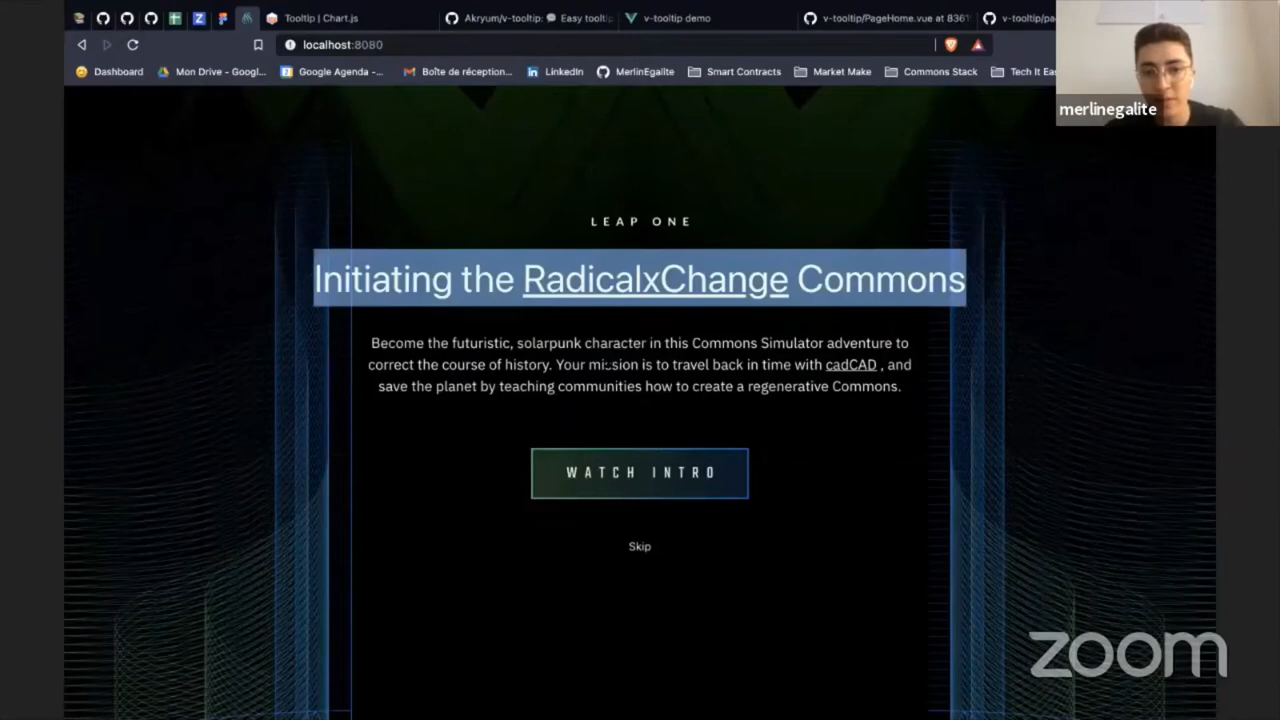 Tooltip | Chart.js
Akryum/v-tooltip: 💬 Easy toolti
v-tooltip demo
v-tooltip/PageHome.vue at 8361
v-tooltip/pa
localhost:8080
Dashboard
Mon Drive - Googl...
Google Agenda -...
Boîte de réception...
LinkedIn
MerlinEgalite
Smart Contracts
Market Make
Commons Stack
Tech It Eas
merlinegalite
LEAP ONE
Initiating the RadicalxChange Commons
Become the futuristic, solarpunk character in this Commons Simulator adventure to
correct the course of history. Your mission is to travel back in time with cadCAD , and
save the planet by teaching communities how to create a regenerative Commons.
WATCH INTRO
Skip
zoom